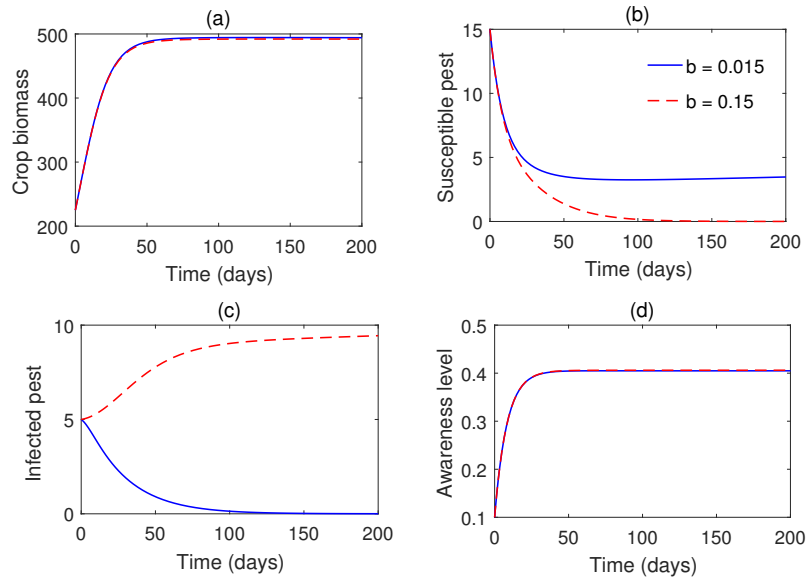 (a)
500
400
300
200
Crop biomass
0 50 100 150 200
Time (days)
(b)
15
10
5
0
Susceptible pest
b = 0.015
b = 0.15
0 50 100 150 200
Time (days)
(c)
10
5
0
Infected pest
0 50 100 150 200
Time (days)
(d)
0.5
0.4
0.3
0.2
0.1
Awareness level
0 50 100 150 200
Time (days)